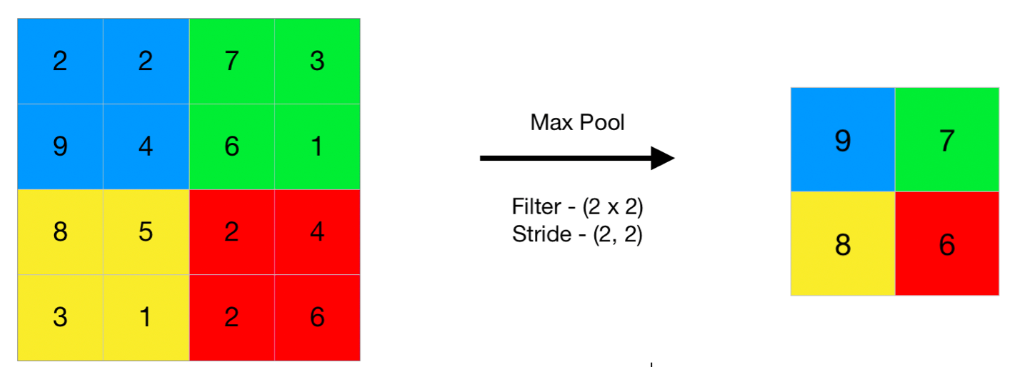 2 2 7 3
9 4 6 1
8 5 2 4
3 1 2 6
Max Pool
Filter - (2 x 2)
Stride - (2, 2)
9 7
8 6